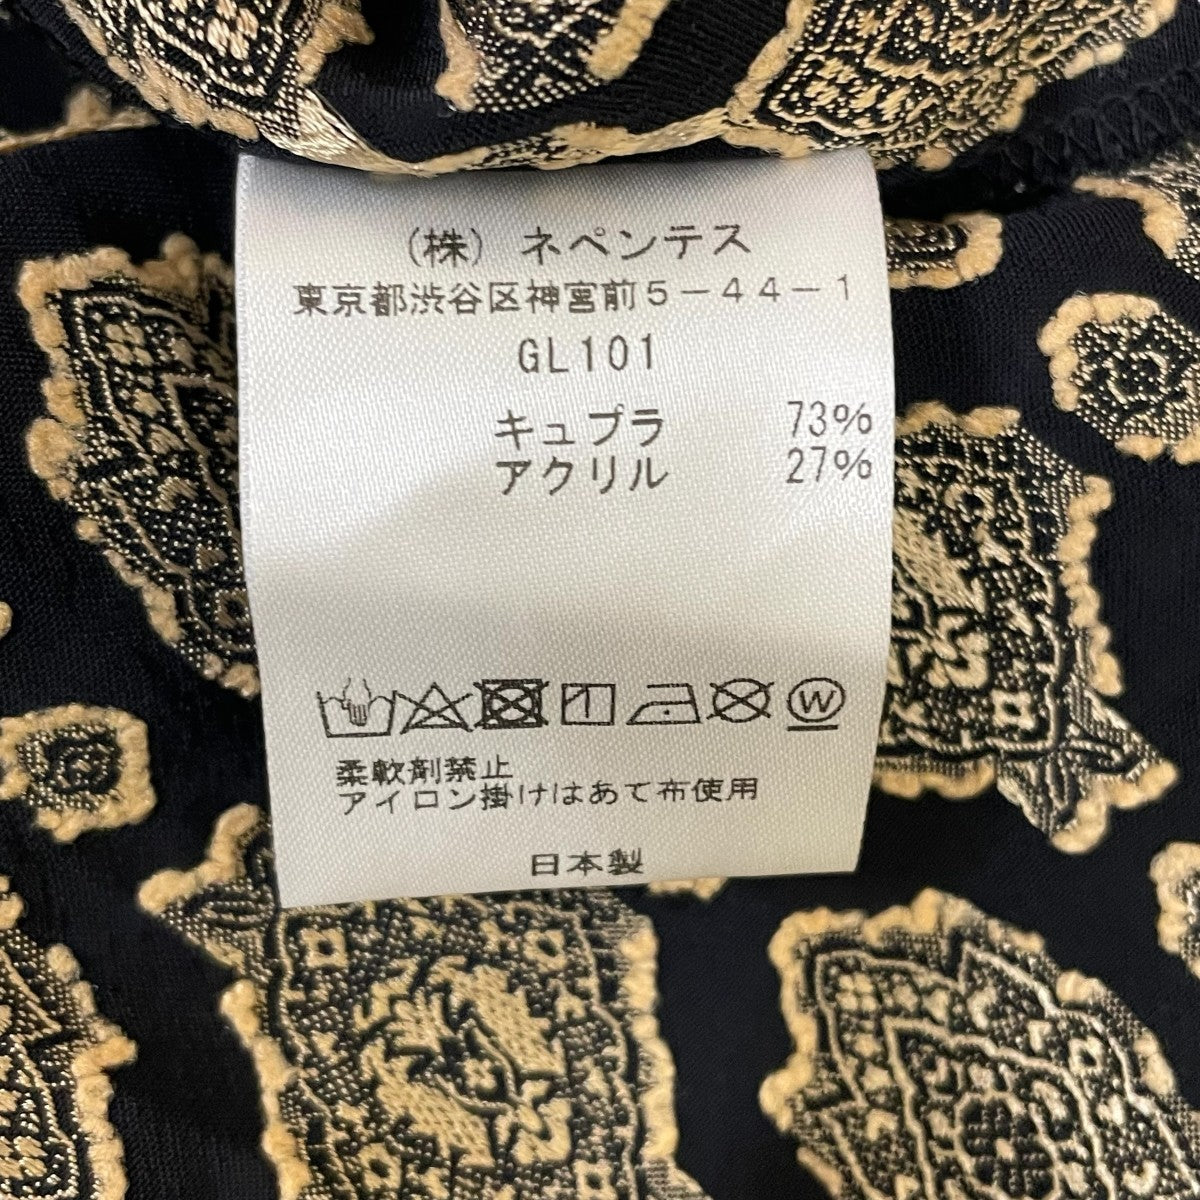 (株) ネペンテス
東京都渋谷区神宮前5-44-1
GL101
キュプラ 73%
アクリル 27%
W
柔軟剤禁止
アイロン掛けはあて布使用
日本製